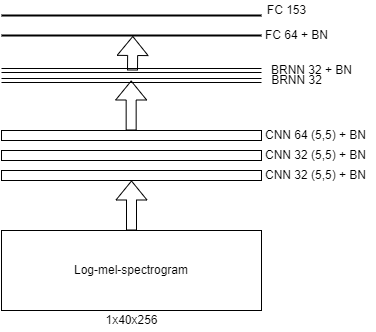 FC 153
FC 64 + BN
BRNN 32 + BN
BRNN 32
CNN 64 (5,5) + BN
CNN 32 (5,5) + BN
CNN 32 (5,5) + BN
Log-mel-spectrogram
1x40x256